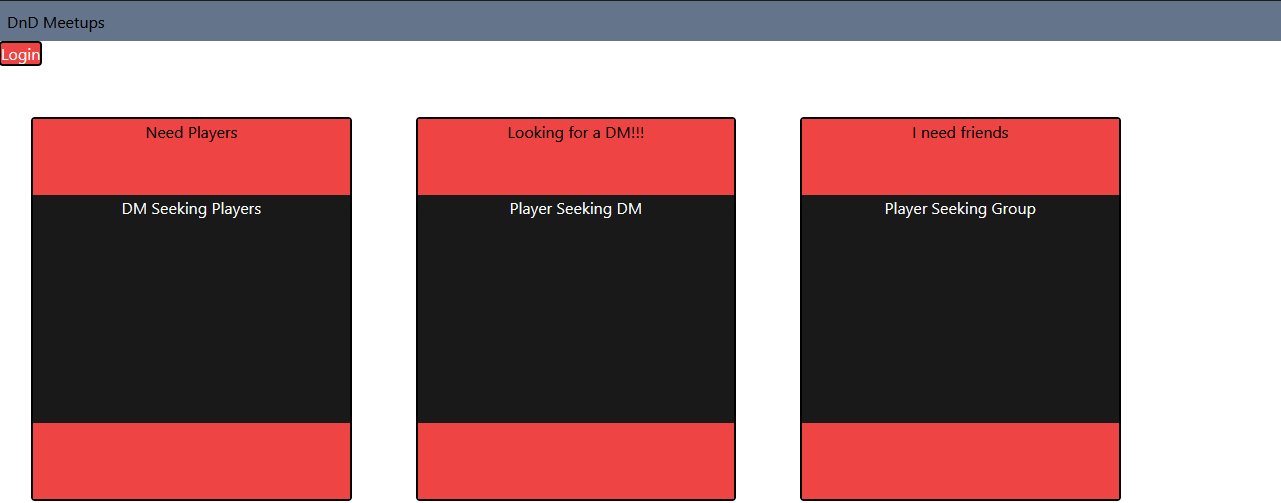 DnD Meetups
Login
Need Players
DM Seeking Players
Looking for a DM!!!
Player Seeking DM
I need friends
Player Seeking Group